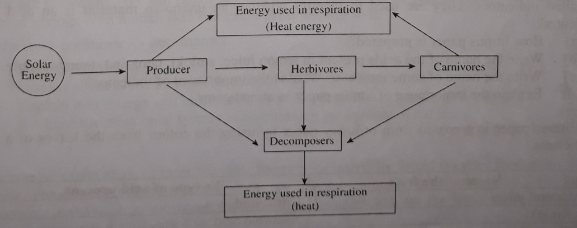 Energy used in respiration
(Heat energy)
Solar
Energy
Producer
Herbivores
Carnivores
Decomposers
Energy used in respiration
(heat)